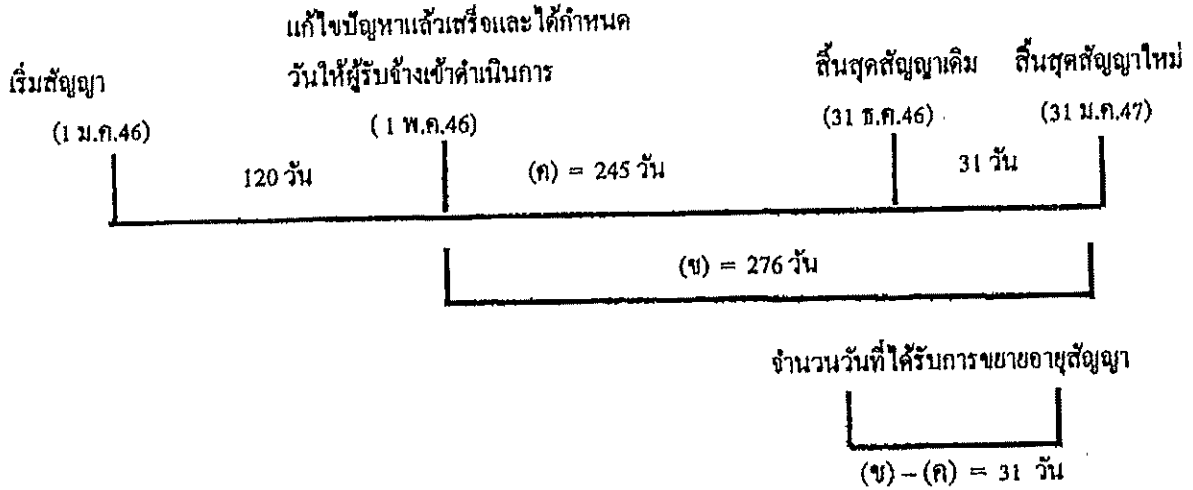 แก้ไขปัญหาแล้วเสร็จและได้กำหนด
วันให้ผู้รับจ้างเข้าดำเนินการ
เริ่มสัญญา
สิ้นสุดสัญญาเดิม
สิ้นสุดสัญญาใหม่
(1 ม.ค.46)
( 1 พ.ค.46)
(31 ธ.ค.46)
(31 ม.ค.47)
120 วัน
(ค) = 245 วัน
31 วัน
(ข) = 276 วัน
จำนวนวันที่ได้รับการขยายอายุสัญญา
(ข) – (ค) = 31 วัน